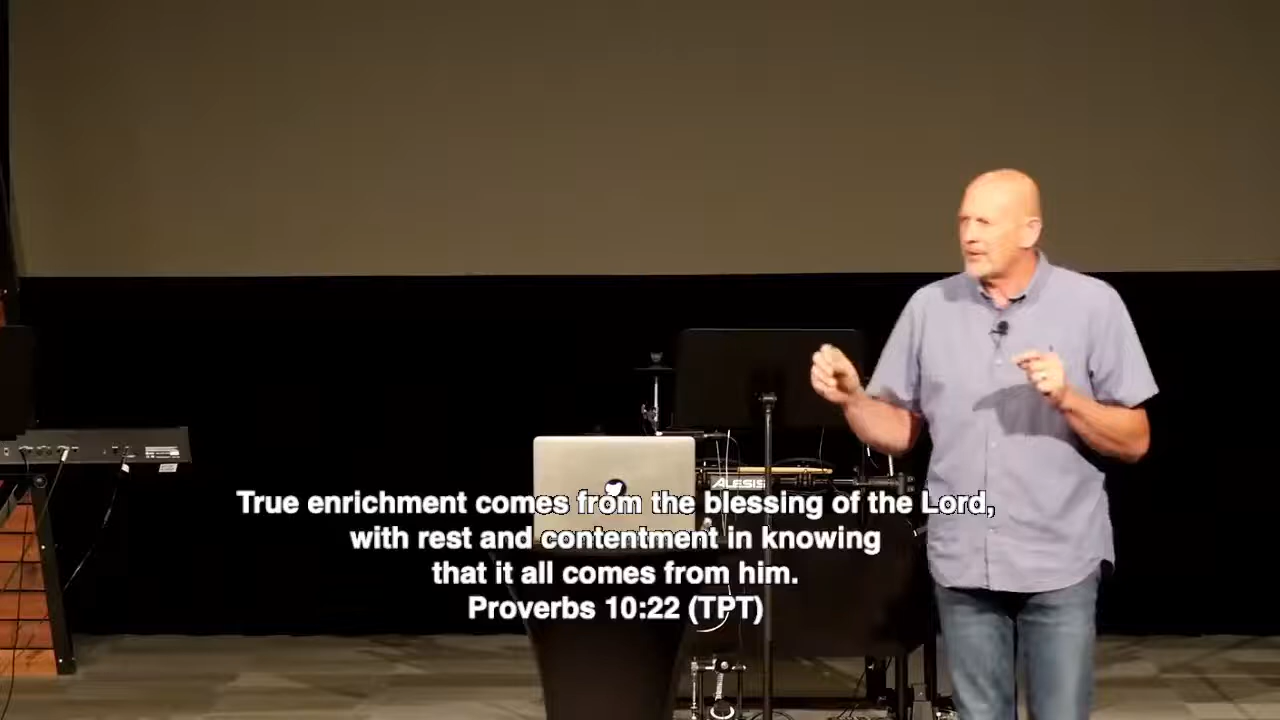 ALESIS
True enrichment comes from the blessing of the Lord,
with rest and contentment in knowing
that it all comes from him.
Proverbs 10:22 (TPT)